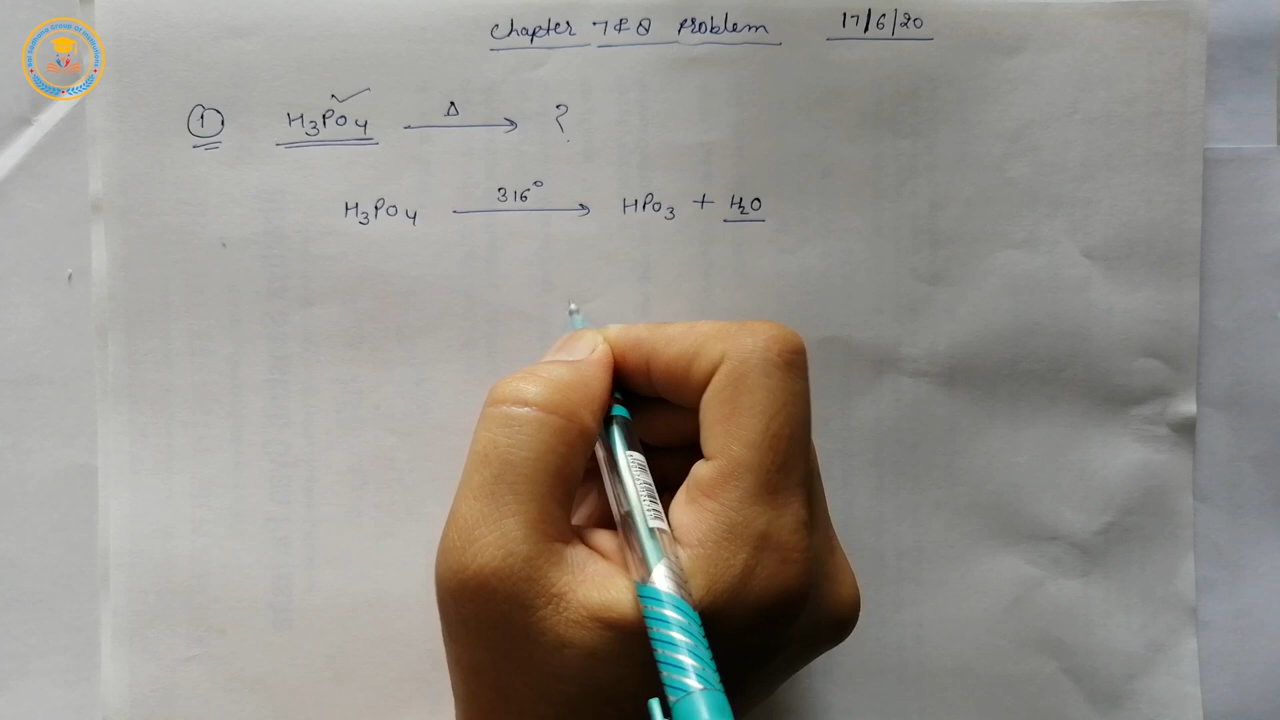 Chapter 7 & 8 Problem 17/6/20
① H₃PO₄ —Δ→ ?
H₃PO₄ —316°→ HPO₃ + H₂O